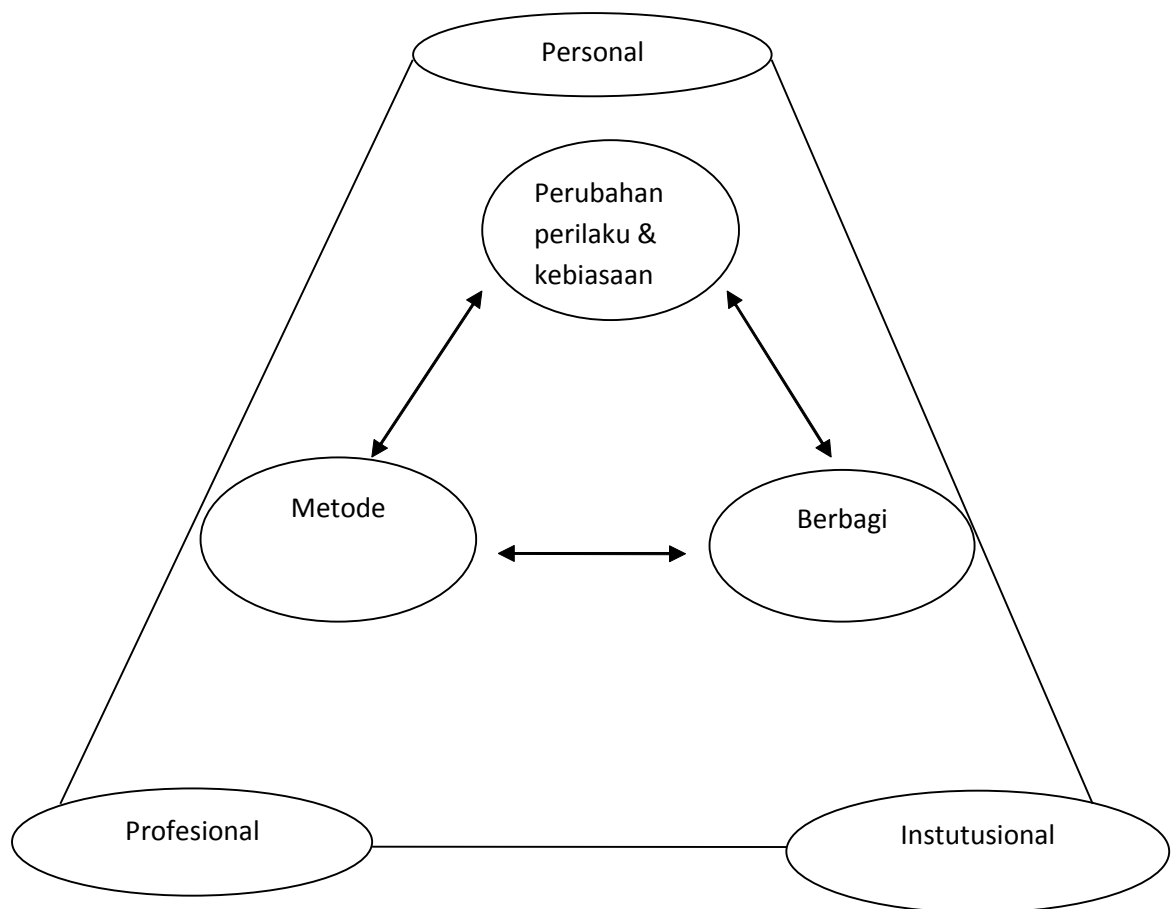 Personal
Perubahan
perilaku &
kebiasaan
Metode
Berbagi
Profesional
Instutusional